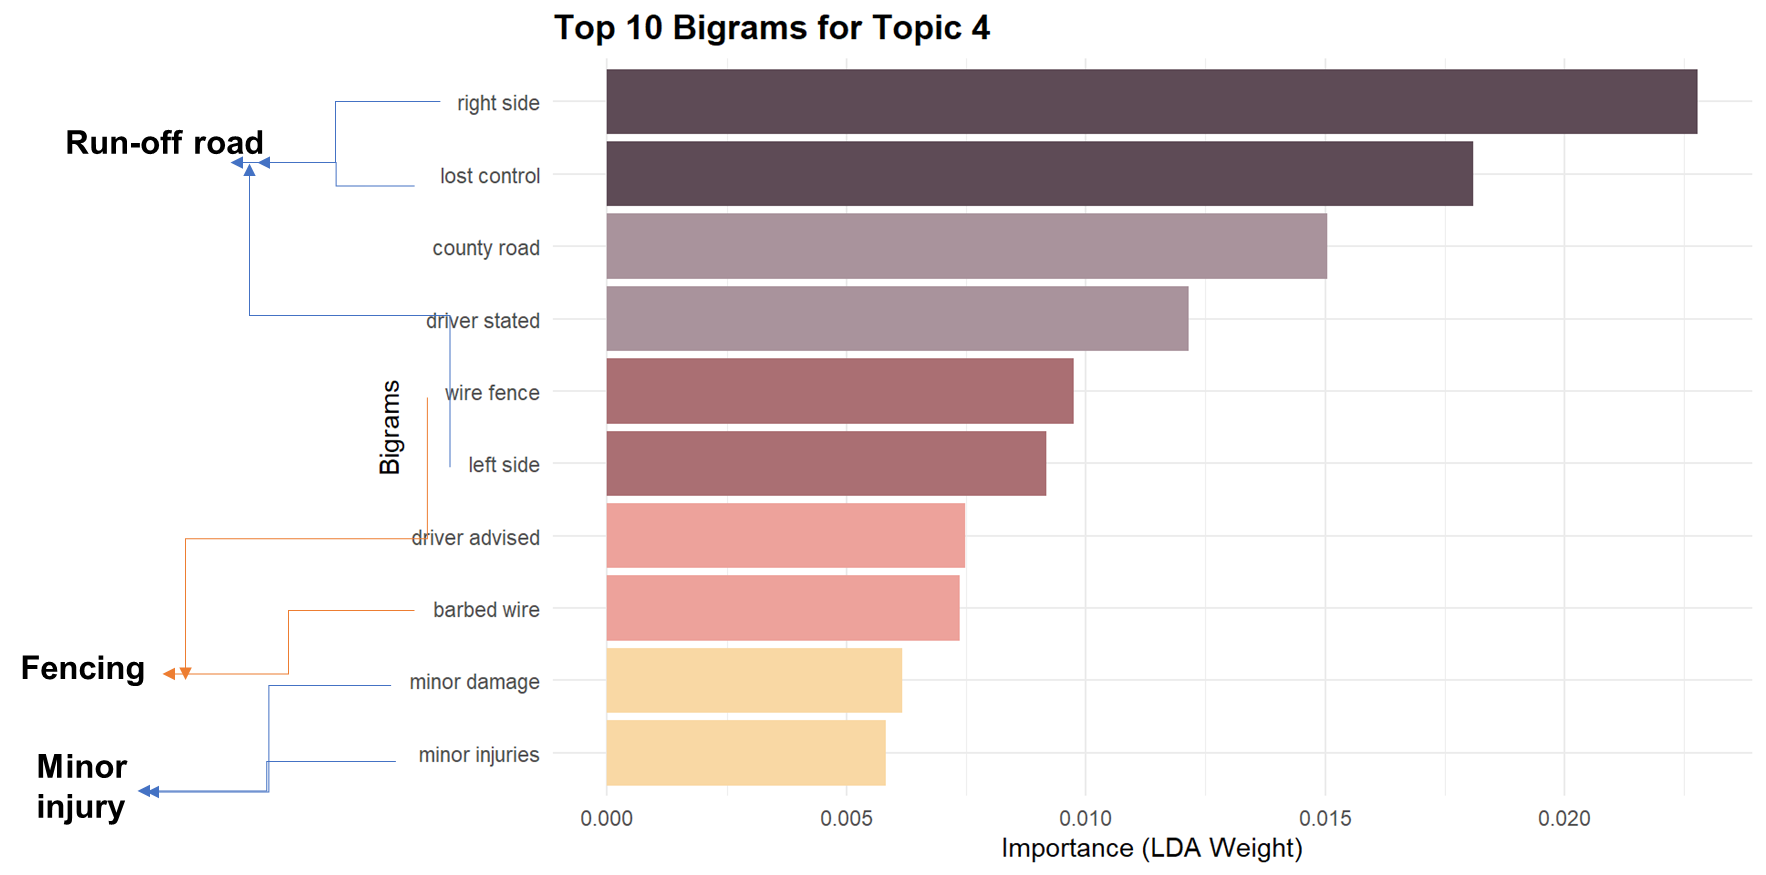 Top 10 Bigrams for Topic 4
right side
Run-off road
lost control
county road
driver stated
wire fence
Bigrams
left side
driver advised
barbed wire
Fencing
minor damage
minor injuries
Minor
injury
0.000 0.005 0.010 0.015 0.020
Importance (LDA Weight)